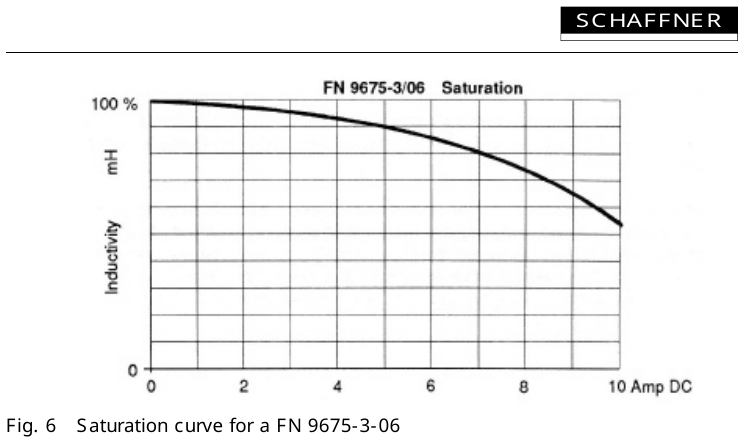 SCHAFFNER
FN 9675-3/06 Saturation
100 %
mH
Inductivity
0
0 2 4 6 8 10 Amp DC
Fig. 6 Saturation curve for a FN 9675-3-06